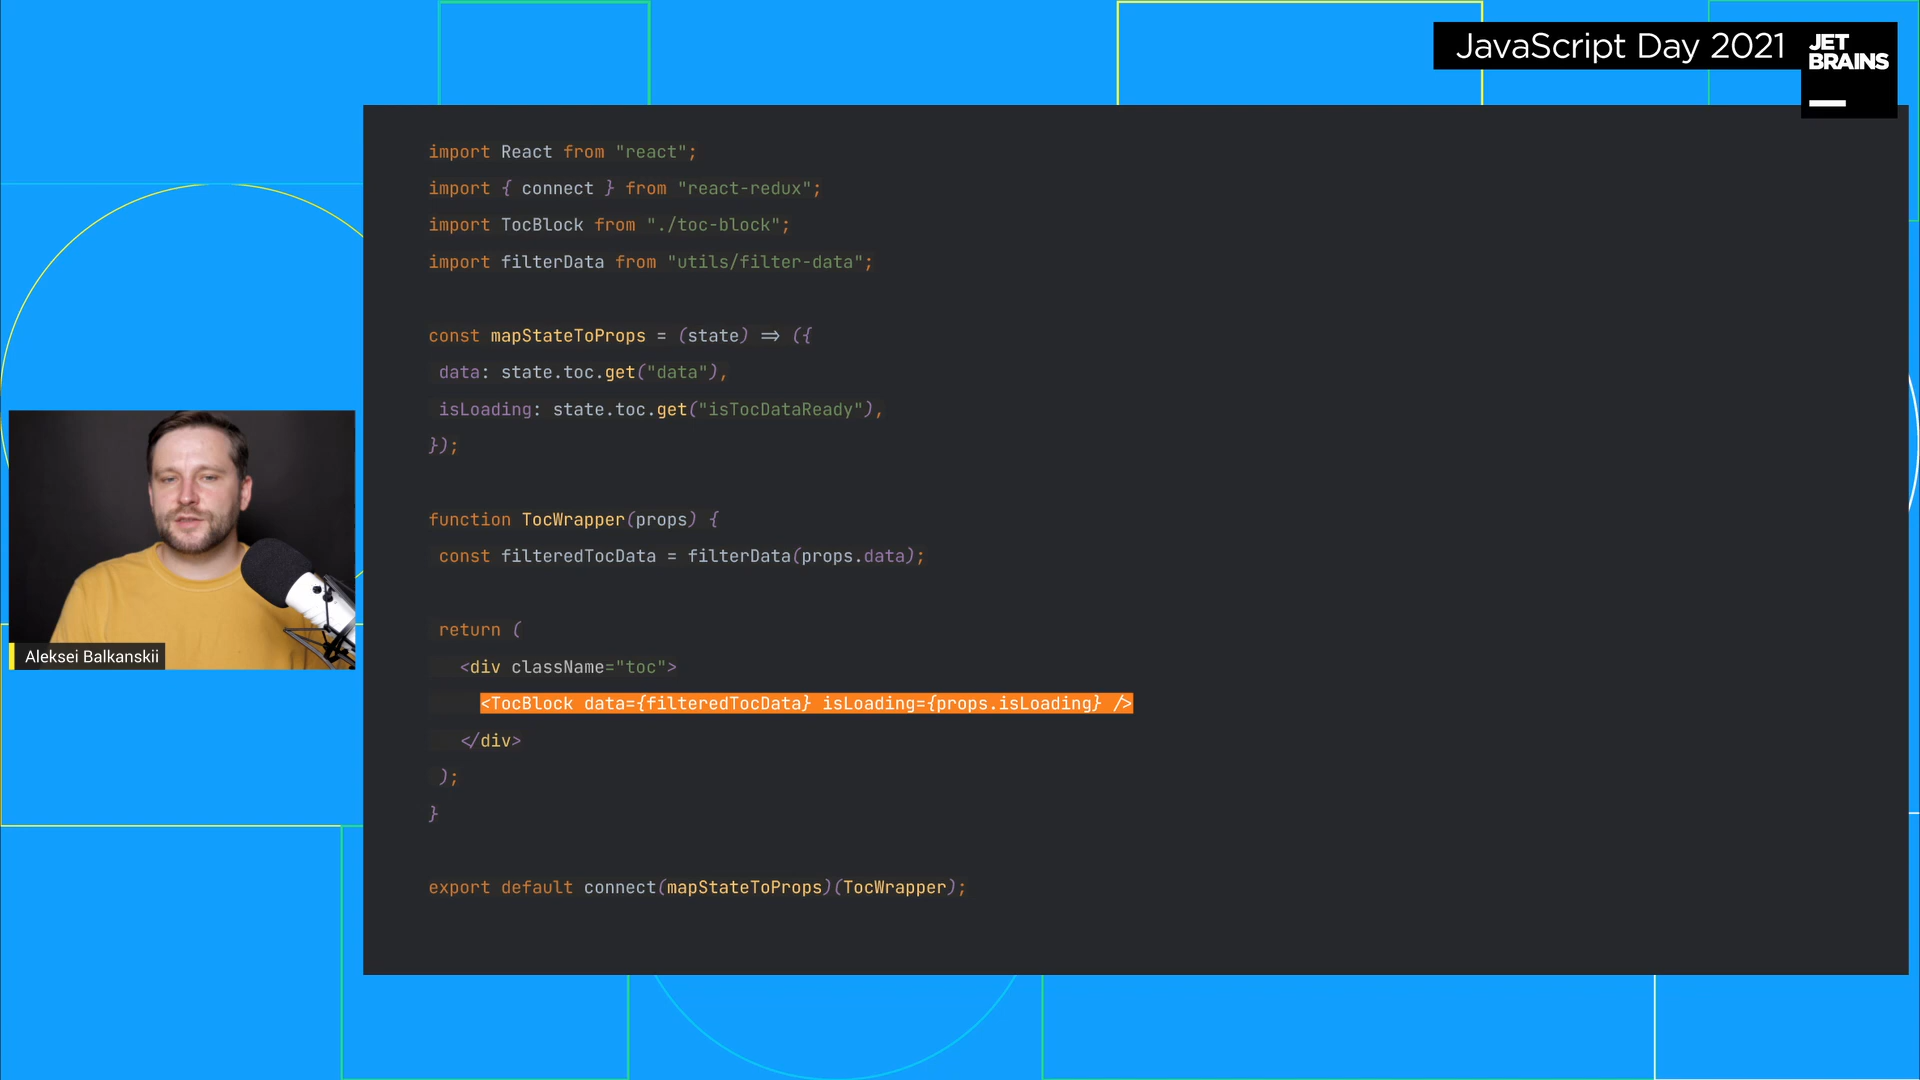 JavaScript Day 2021
JET
BRAINS
import React from "react";
import { connect } from "react-redux";
import TocBlock from "./toc-block";
import filterData from "utils/filter-data";
const mapStateToProps = (state) => ({
data: state.toc.get("data"),
isLoading: state.toc.get("isTocDataReady"),
});
function TocWrapper(props) {
const filteredTocData = filterData(props.data);
return (
<div className="toc">
<TocBlock data={filteredTocData} isLoading={props.isLoading} />
</div>
);
}
export default connect(mapStateToProps)(TocWrapper);
Aleksei Balkanskii